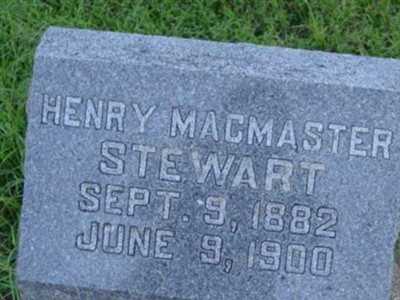 HENRY MACMASTER
STEWART
SEPT. 9, 1882
JUNE 9, 1900